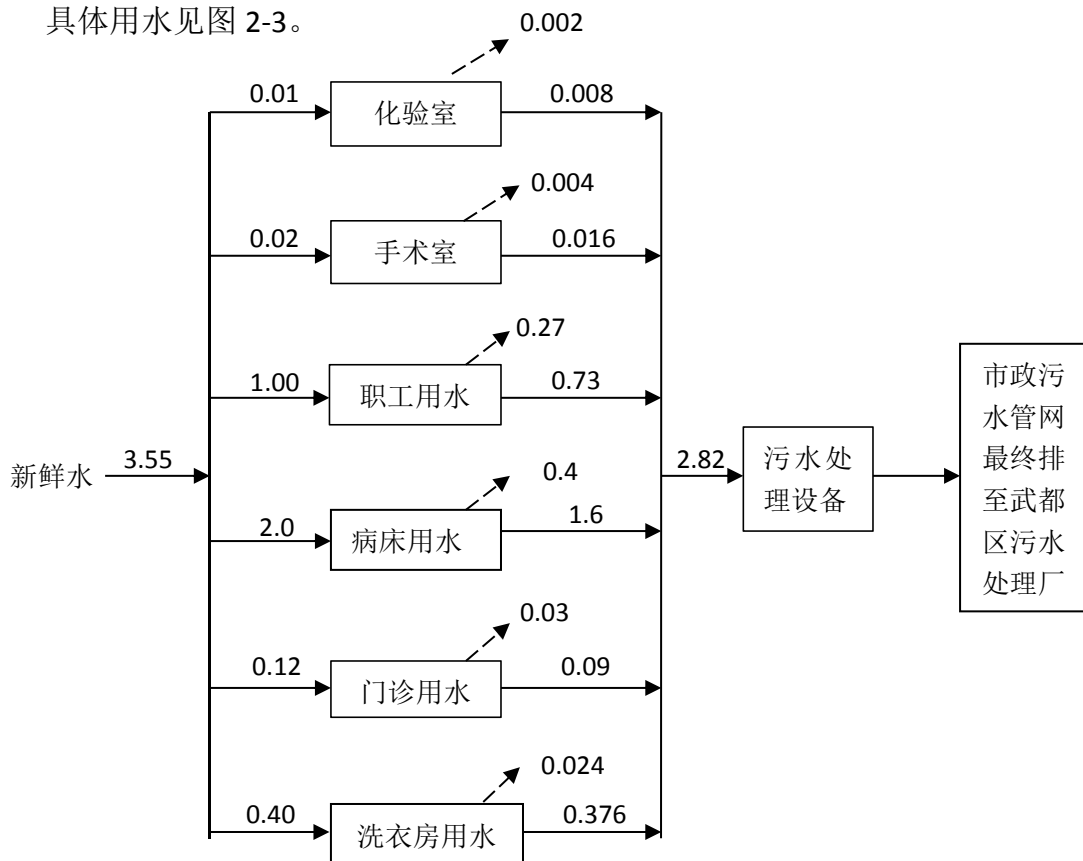 具体用水见图 2-3。
0.002
0.01
化验室
0.008
0.004
0.02
手术室
0.016
0.27
1.00
职工用水
0.73
新鲜水
3.55
0.4
2.0
病床用水
1.6
2.82
污水处
理设备
市政污
水管网
最终排
至武都
区污水
处理厂
0.03
0.12
门诊用水
0.09
0.024
0.40
洗衣房用水
0.376